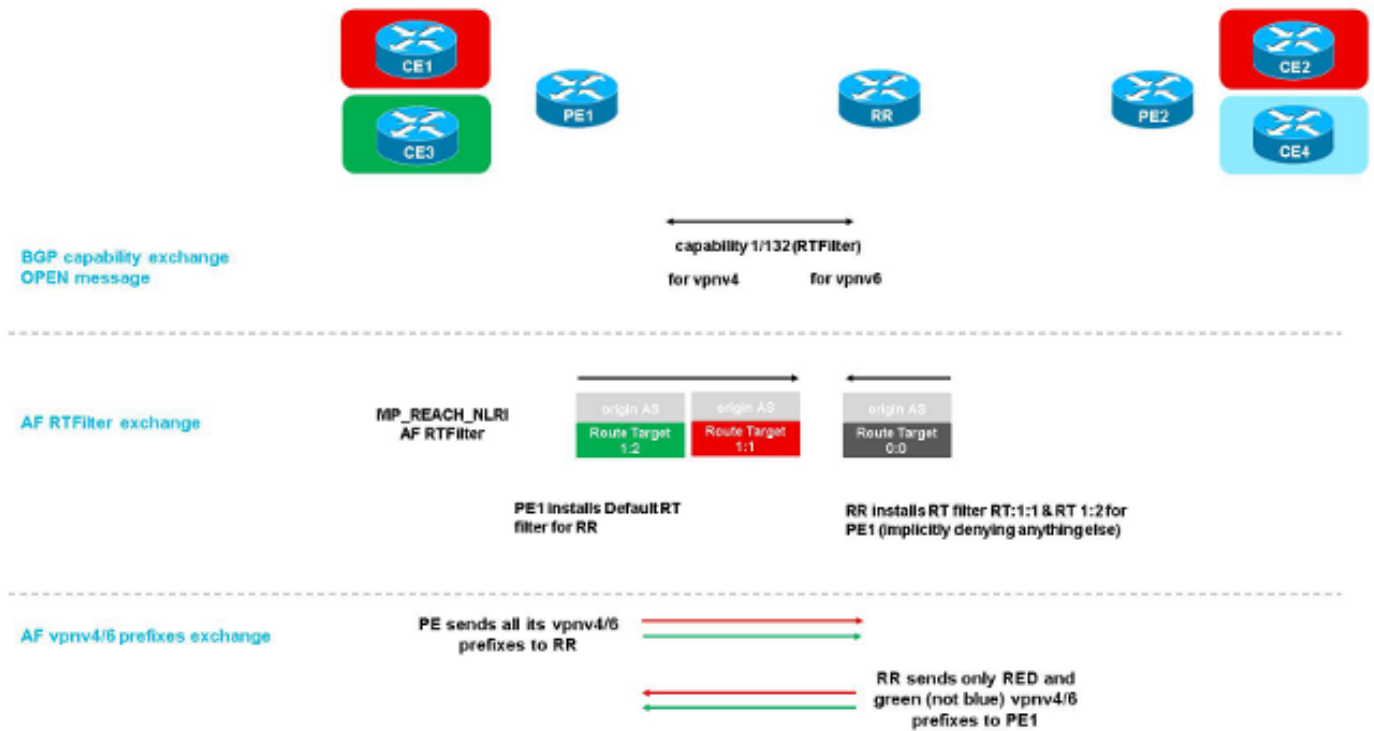 CE1
CE2
PE1
RR
PE2
CE3
CE4
BGP capability exchange
OPEN message
capability 1/132 (RTFilter)
for vpnv4
for vpnv6
AF RTFilter exchange
MP_REACH_NLRI
AF RTFilter
origin AS
Route Target
1:2
origin AS
Route Target
1:1
origin AS
Route Target
0:0
PE1 installs Default RT
filter for RR
RR installs RT filter RT:1:1 & RT 1:2 for
PE1 (implicitly denying anything else)
AF vpnv4/6 prefixes exchange
PE sends all its vpnv4/6
prefixes to RR
RR sends only RED and
green (not blue) vpnv4/6
prefixes to PE1